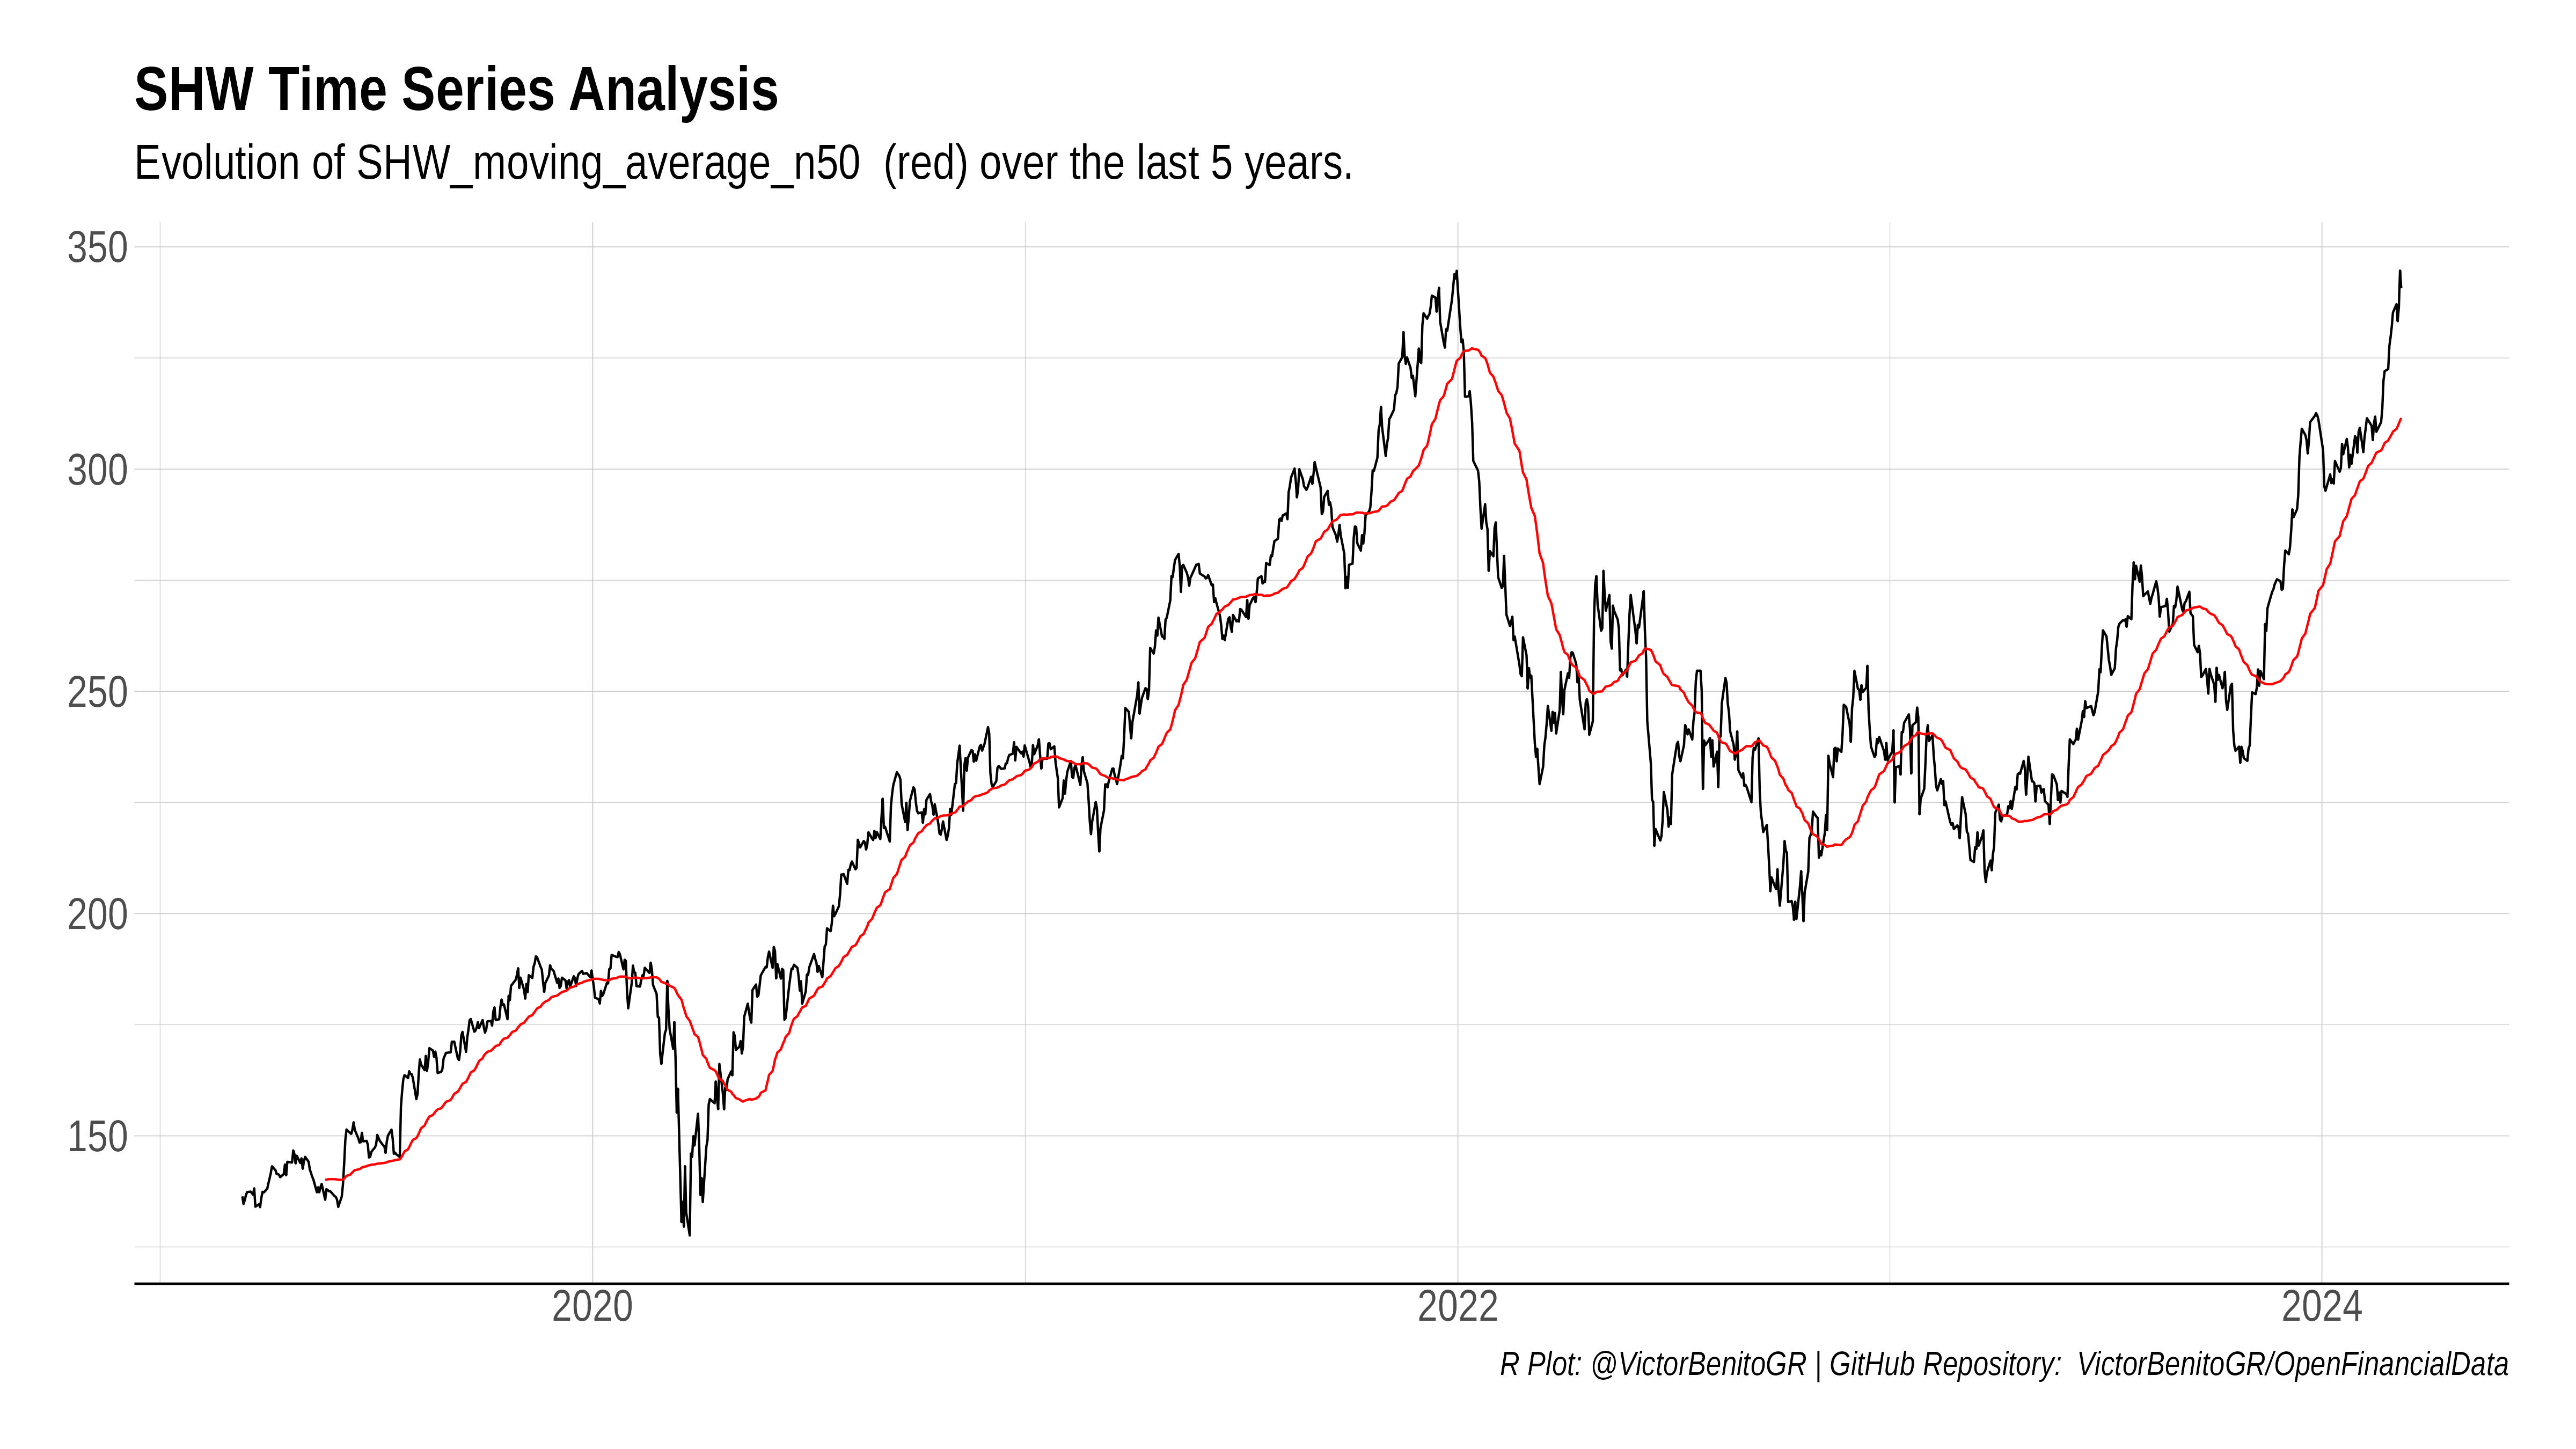 SHW Time Series Analysis
Evolution of SHW_moving_average_n50  (red) over the last 5 years.
350
300
250
200
150
2020
2022
2024
R Plot: @VictorBenitoGR | GitHub Repository:  VictorBenitoGR/OpenFinancialData